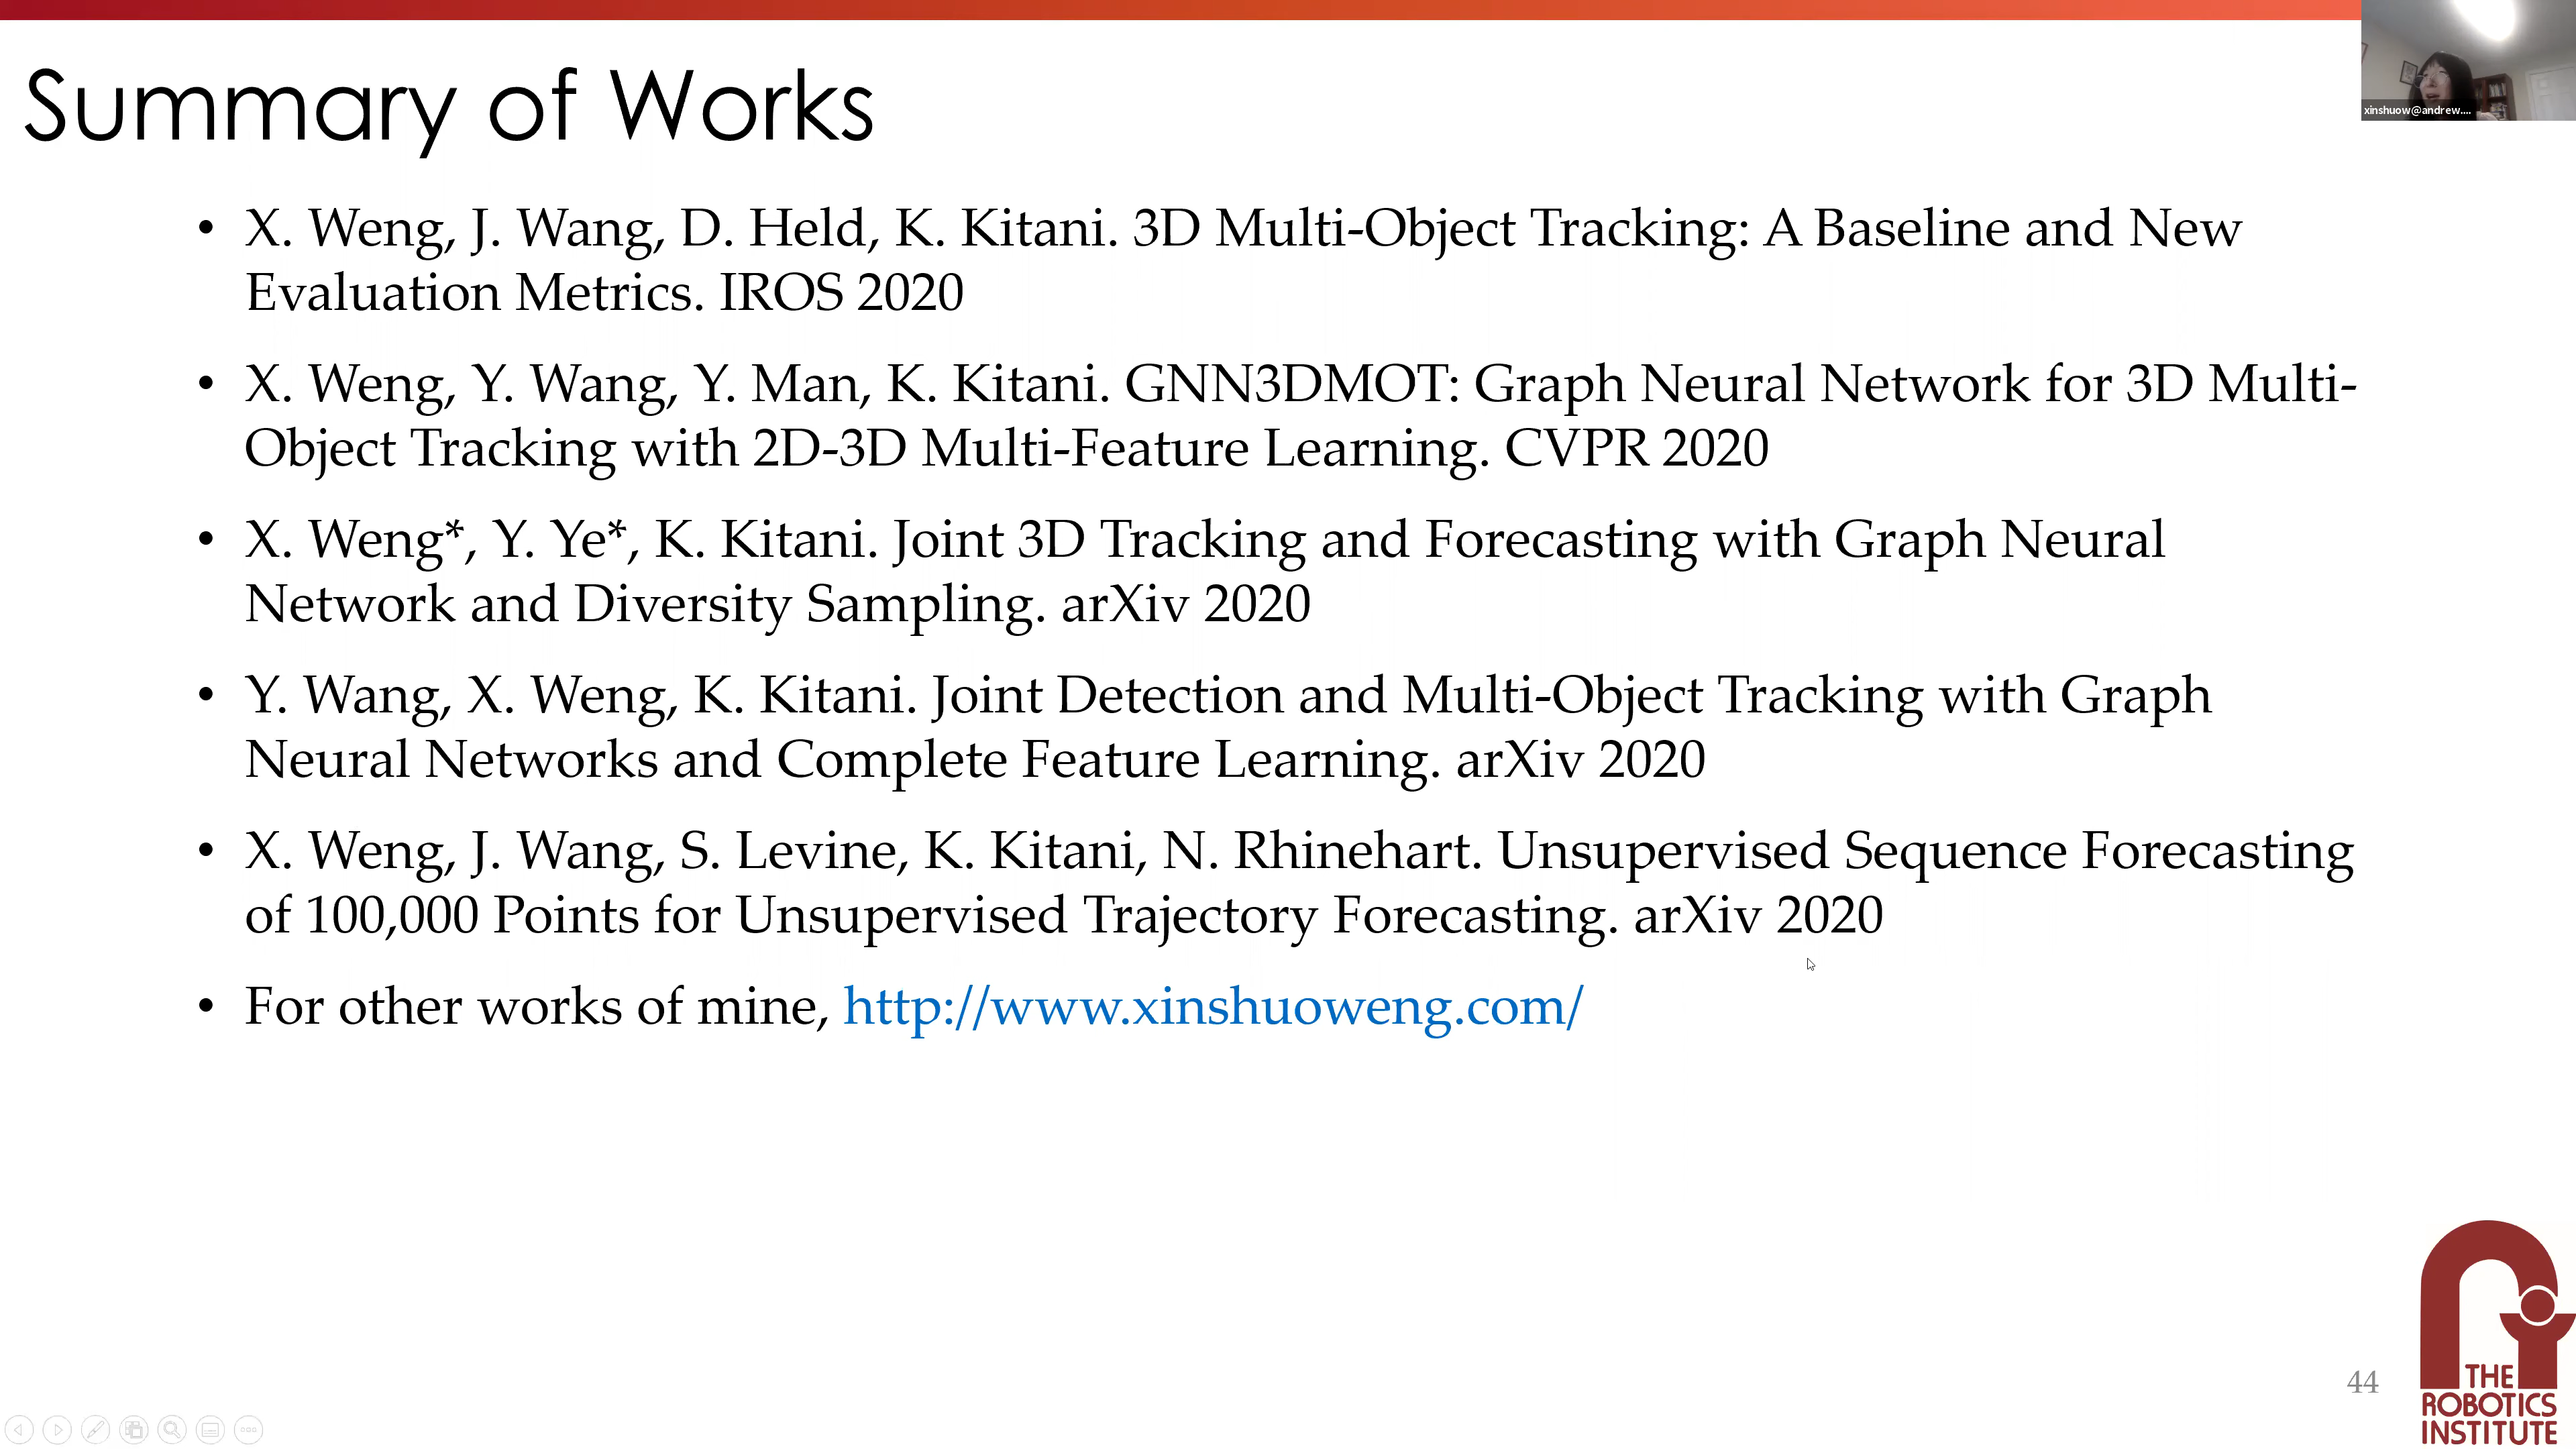 Summary of Works
xinshuow@andrew....
• X. Weng, J. Wang, D. Held, K. Kitani. 3D Multi-Object Tracking: A Baseline and New
Evaluation Metrics. IROS 2020
• X. Weng, Y. Wang, Y. Man, K. Kitani. GNN3DMOT: Graph Neural Network for 3D Multi-
Object Tracking with 2D-3D Multi-Feature Learning. CVPR 2020
• X. Weng*, Y. Ye*, K. Kitani. Joint 3D Tracking and Forecasting with Graph Neural
Network and Diversity Sampling. arXiv 2020
• Y. Wang, X. Weng, K. Kitani. Joint Detection and Multi-Object Tracking with Graph
Neural Networks and Complete Feature Learning. arXiv 2020
• X. Weng, J. Wang, S. Levine, K. Kitani, N. Rhinehart. Unsupervised Sequence Forecasting
of 100,000 Points for Unsupervised Trajectory Forecasting. arXiv 2020
• For other works of mine, http://www.xinshuoweng.com/
44
THE
ROBOTICS
INSTITUTE